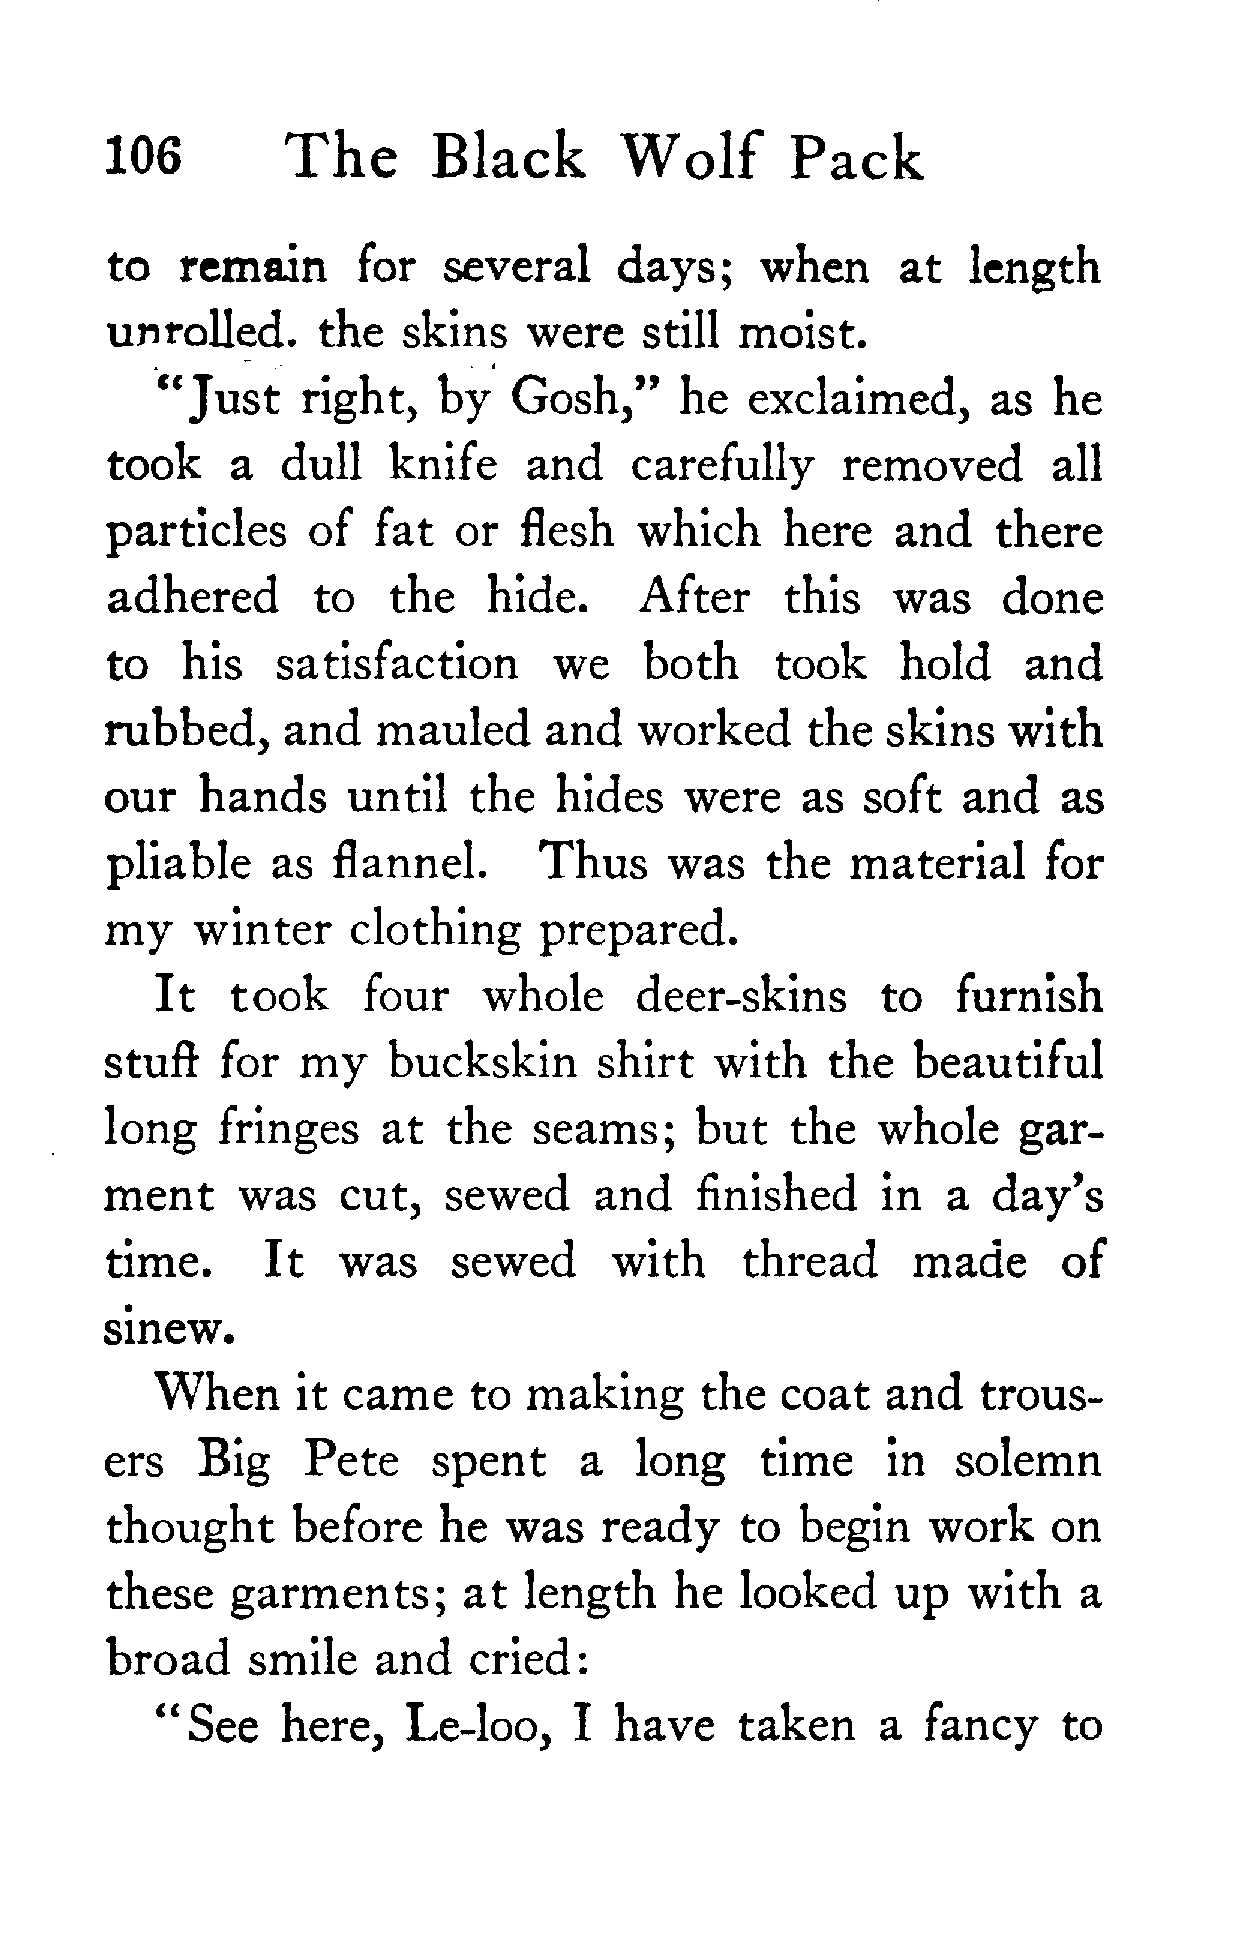 106 The Black Wolf Pack
to remain for several days; when at length
unrolled. the skins were still moist.
“Just right, by Gosh,” he exclaimed, as he
took a dull knife and carefully removed all
particles of fat or flesh which here and there
adhered to the hide. After this was done
to his satisfaction we both took hold and
rubbed, and mauled and worked the skins with
our hands until the hides were as soft and as
pliable as flannel. Thus was the material for
my winter clothing prepared.
It took four whole deer-skins to furnish
stuff for my buckskin shirt with the beautiful
long fringes at the seams; but the whole gar-
ment was cut, sewed and finished in a day’s
time. It was sewed with thread made of
sinew.
When it came to making the coat and trous-
ers Big Pete spent a long time in solemn
thought before he was ready to begin work on
these garments; at length he looked up with a
broad smile and cried:
“See here, Le-loo, I have taken a fancy to